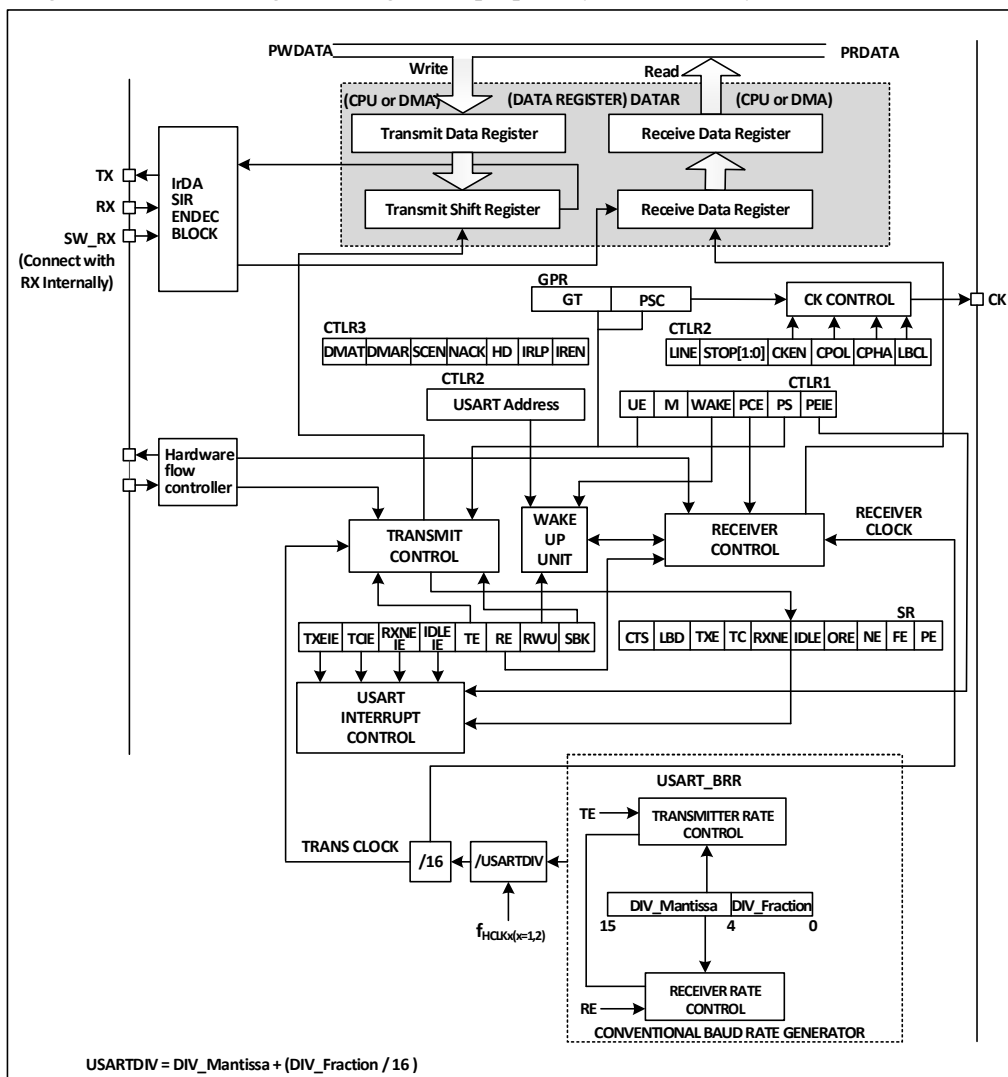 PWDATA
PRDATA
Write
Read
(CPU or DMA)
(DATA REGISTER) DATAR
(CPU or DMA)
Transmit Data Register
Receive Data Register
TX
RX
SW_RX
(Connect with
RX Internally)
IrDA
SIR
ENDEC
BLOCK
Transmit Shift Register
Receive Data Register
GPR
GT
PSC
CK CONTROL
CK
CTLR3
DMAT DMAR SCEN NACK HD IRLP IREN
CTLR2
LINE STOP[1:0] CKEN CPOL CPHA LBCL
CTLR2
USART Address
CTLR1
UE M WAKE PCE PS PEIE
Hardware
flow
controller
TRANSMIT
CONTROL
WAKE
UP
UNIT
RECEIVER
CONTROL
RECEIVER
CLOCK
TXEIE TCIE RXNE
IE IDLE
IE TE RE RWU SBK
SR
CTS LBD TXE TC RXNE IDLE ORE NE FE PE
USART
INTERRUPT
CONTROL
USART_BRR
TE
TRANSMITTER RATE
CONTROL
TRANS CLOCK
/16
/USARTDIV
fHCLKx(x=1,2)
DIV_Mantissa DIV_Fraction
15 4 0
RE
RECEIVER RATE
CONTROL
CONVENTIONAL BAUD RATE GENERATOR
USARTDIV = DIV_Mantissa + (DIV_Fraction / 16 )